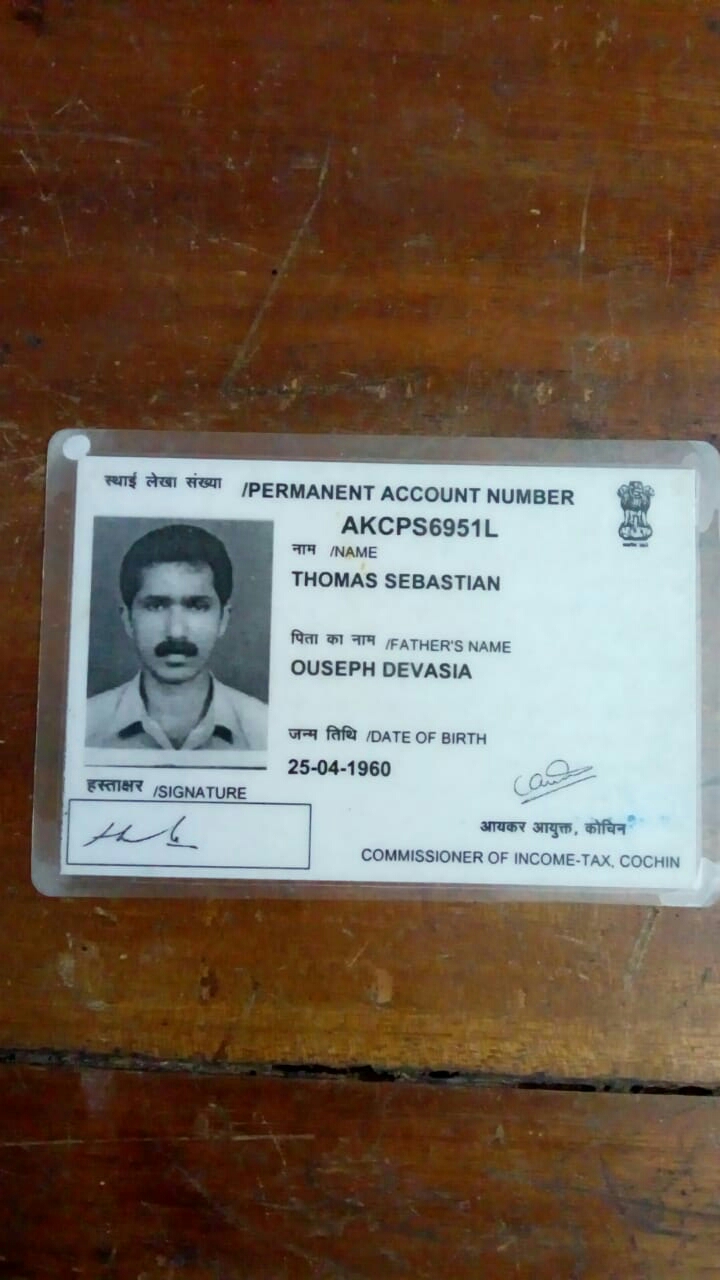 स्थाई लेखा संख्या /PERMANENT ACCOUNT NUMBER
AKCPS6951L
नाम /NAME
THOMAS SEBASTIAN
पिता का नाम /FATHER'S NAME
OUSEPH DEVASIA
जन्म तिथि /DATE OF BIRTH
25-04-1960
हस्ताक्षर /SIGNATURE
आयकर आयुक्त, कोचिन
COMMISSIONER OF INCOME-TAX, COCHIN